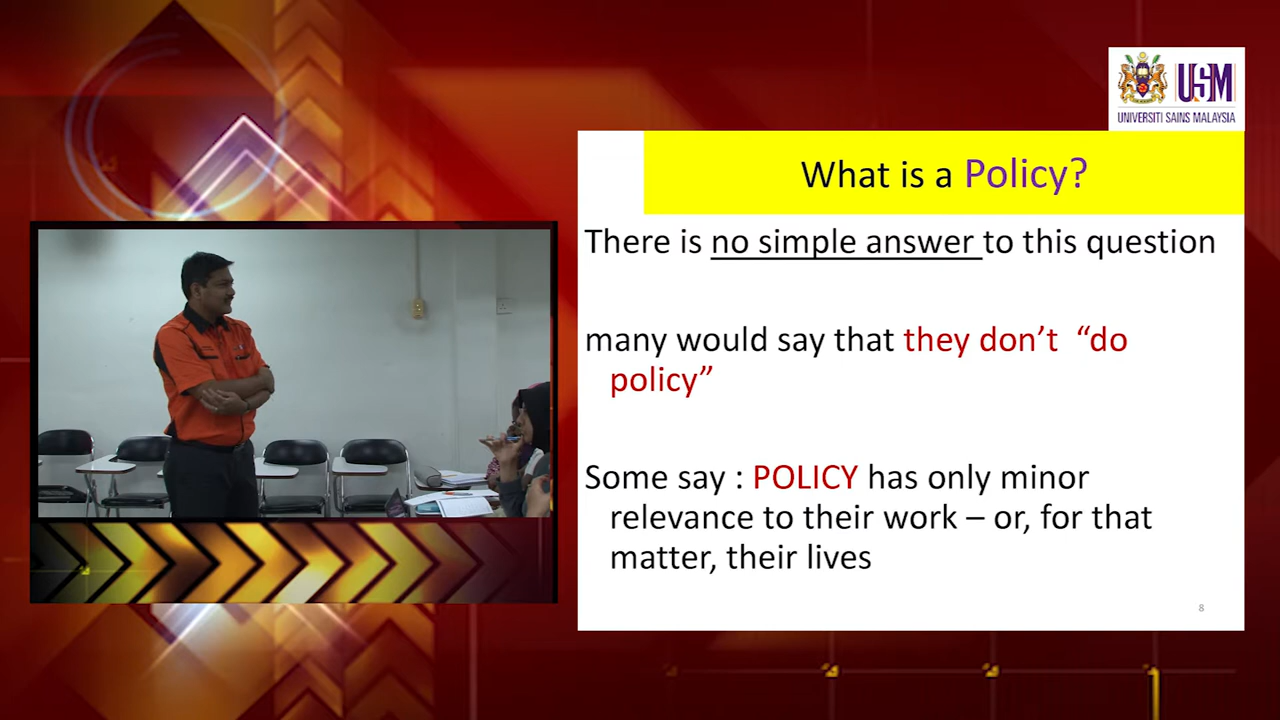 USM
UNIVERSITI SAINS MALAYSIA
What is a Policy?
There is no simple answer to this question
many would say that they don’t “do
policy”
Some say : POLICY has only minor
relevance to their work – or, for that
matter, their lives
8